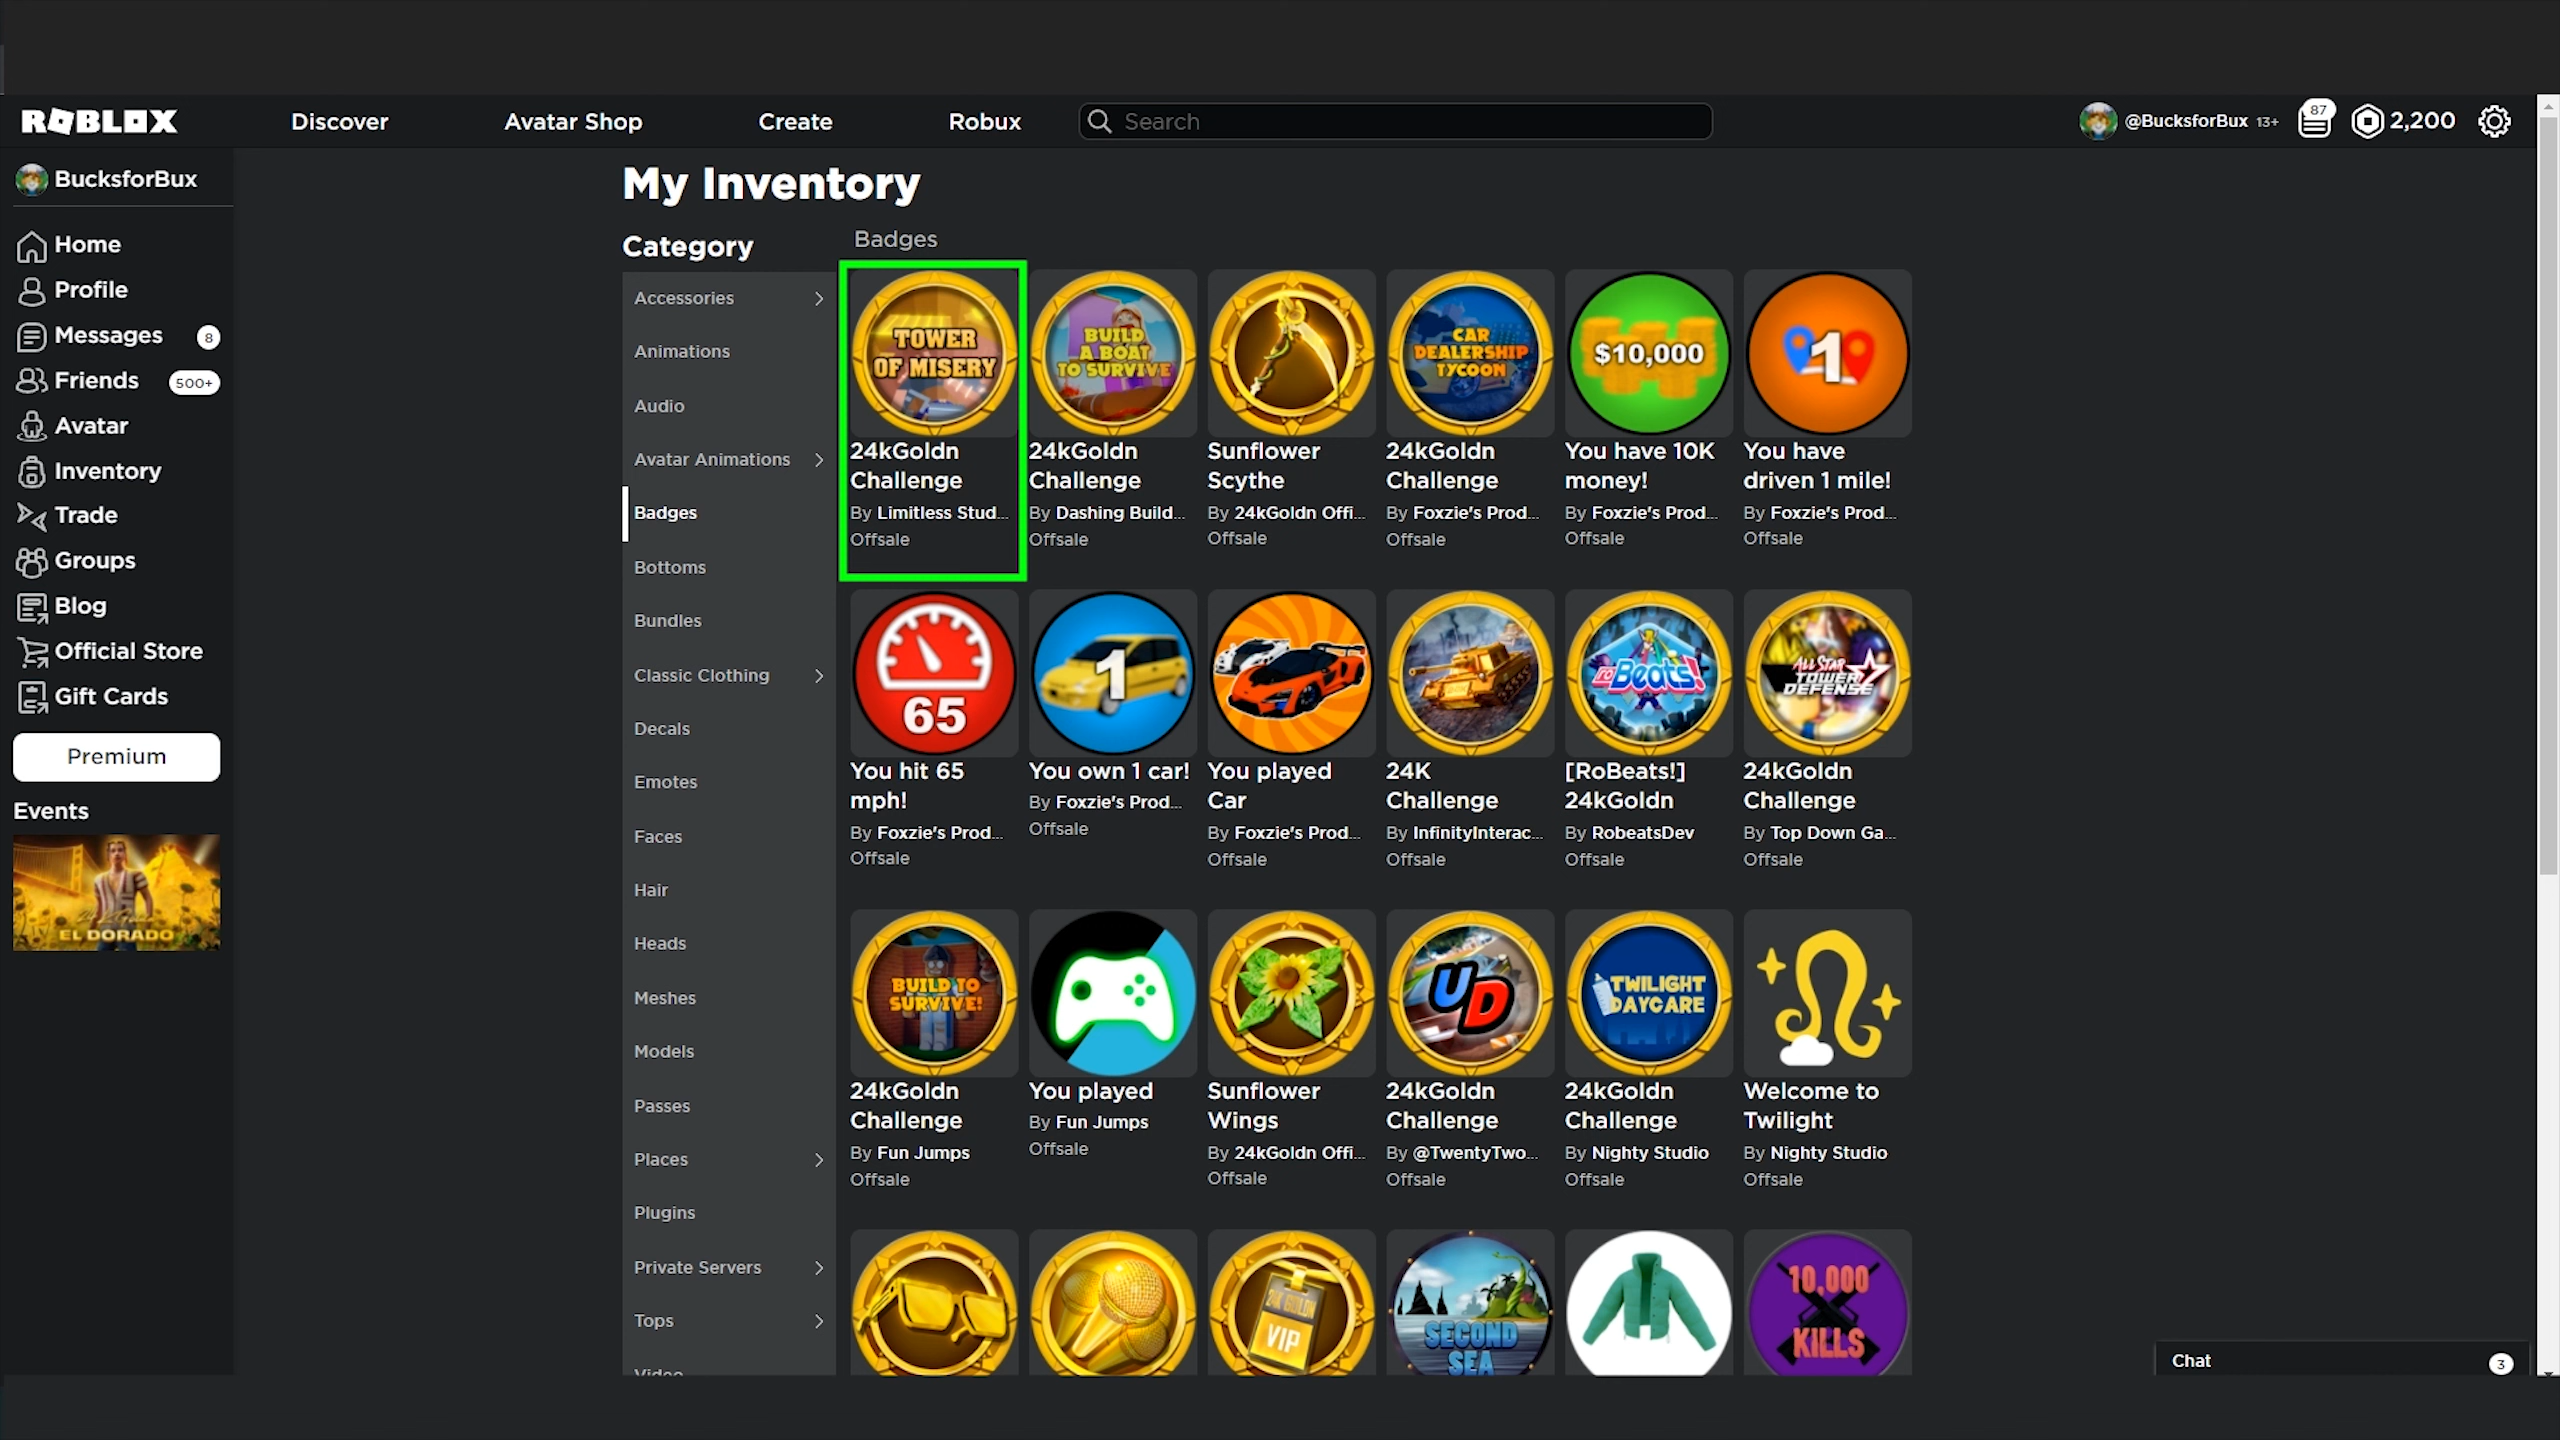 ROBLOX
Discover
Avatar Shop
Create
Robux
Search
@BucksforBux 13+
87
2,200
BucksforBux
Home
Profile
Messages 8
Friends 500+
Avatar
Inventory
Trade
Groups
Blog
Official Store
Gift Cards
Premium
Events
EL DORADO
My Inventory
Category
Accessories
Animations
Audio
Avatar Animations
Badges
Bottoms
Bundles
Classic Clothing
Decals
Emotes
Faces
Hair
Heads
Meshes
Models
Passes
Places
Plugins
Private Servers
Tops
Video
Badges
TOWER
OF MISERY
24kGoldn
Challenge
By Limitless Stud...
Offsale
BUILD
A BOAT
TO SURVIVE
24kGoldn
Challenge
By Dashing Build...
Offsale
Sunflower
Scythe
By 24kGoldn Offi...
Offsale
CAR
DEALERSHIP
TYCOON
24kGoldn
Challenge
By Foxzie's Prod...
Offsale
$10,000
You have 10K
money!
By Foxzie's Prod...
Offsale
1
You have
driven 1 mile!
By Foxzie's Prod...
Offsale
65
You hit 65
mph!
By Foxzie's Prod...
Offsale
1
You own 1 car!
By Foxzie's Prod...
Offsale
You played
Car
By Foxzie's Prod...
Offsale
24K
Challenge
By InfinityInterac...
Offsale
roBeats!
[RoBeats!]
24kGoldn
By RobeatsDev
Offsale
ALL STAR
TOWER
DEFENSE
24kGoldn
Challenge
By Top Down Ga...
Offsale
BUILD TO
SURVIVE!
24kGoldn
Challenge
By Fun Jumps
Offsale
You played
By Fun Jumps
Offsale
Sunflower
Wings
By 24kGoldn Offi...
Offsale
UD
24kGoldn
Challenge
By @TwentyTwo...
Offsale
TWILIGHT
DAYCARE
24kGoldn
Challenge
By Nighty Studio
Offsale
Welcome to
Twilight
By Nighty Studio
Offsale
24K GOLDN
VIP
SECOND
SEA
10,000
KILLS
Chat 3